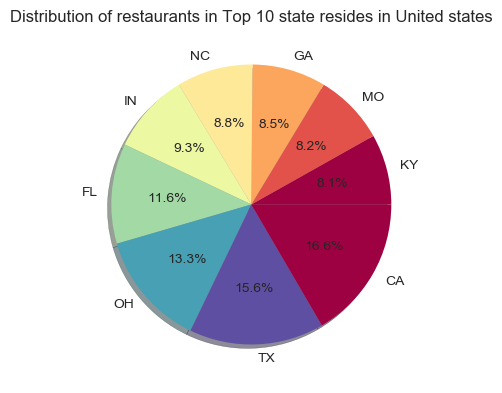 Distribution of restaurants in Top 10 state resides in United states
NC
GA
IN
MO
8.8%
8.5%
9.3%
8.2%
KY
8.1%
FL
11.6%
16.6%
13.3%
CA
15.6%
OH
TX